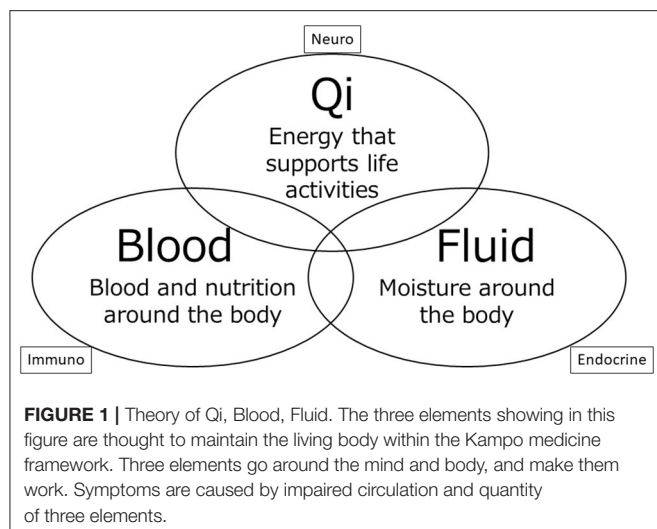 Neuro
Qi
Energy that
supports life
activities
Blood
Blood and nutrition
around the body
Fluid
Moisture around
the body
Immuno
Endocrine
FIGURE 1 | Theory of Qi, Blood, Fluid. The three elements showing in this
figure are thought to maintain the living body within the Kampo medicine
framework. Three elements go around the mind and body, and make them
work. Symptoms are caused by impaired circulation and quantity
of three elements.